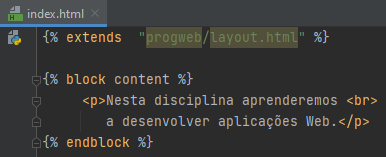 index.html
{% extends  "progweb/layout.html" %}
{% block content %}
<p>Nesta disciplina aprenderemos <br>
a desenvolver aplicações Web.</p>
{% endblock %}